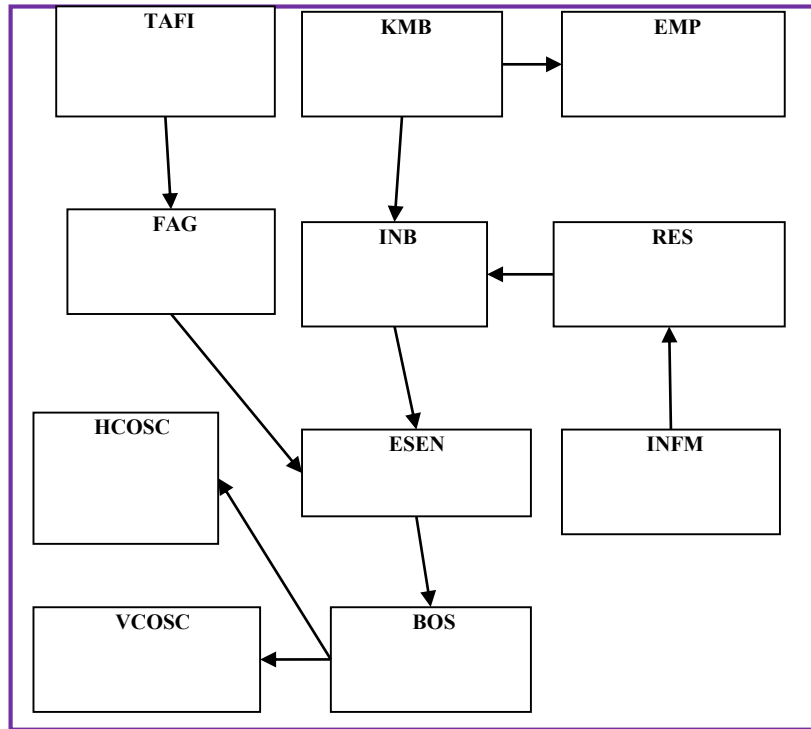 TAFI
KMB
EMP
FAG
INB
RES
HCOSC
ESEN
INFM
VCOSC
BOS